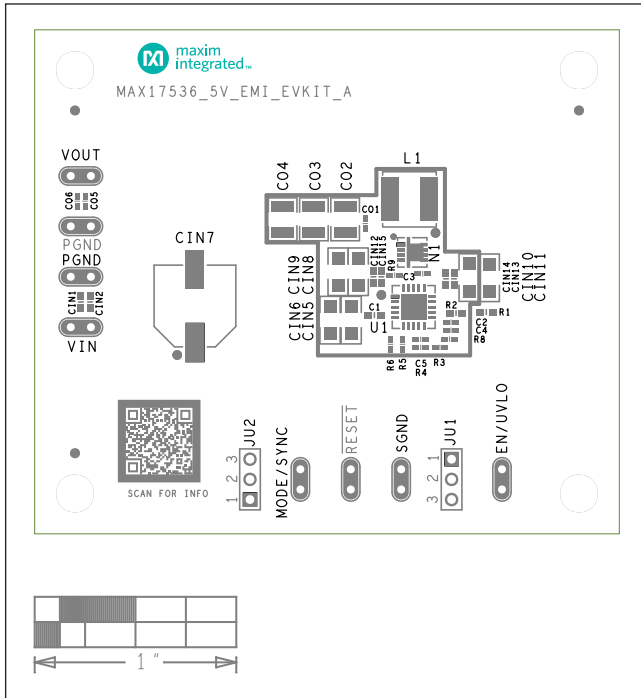 maxim
integrated™
MAX17536_5V_EMI_EVKIT_A
VOUT
CO6
CO5
PGND
PGND
CIN1
CIN2
VIN
CIN7
CO4
CO3
CO2
CO1
L1
N1
CIN12
CIN15
R9
C3
CIN9
CIN8
CIN6
CIN5
C1
U1
CIN14
CIN13
CIN10
CIN11
R2
R1
C2
C4
R8
R6
R5
C5
R4
R3
SCAN FOR INFO
JU2
1 2 3
MODE/SYNC
RESET
SGND
JU1
3 2 1
EN/UVLO
1 "